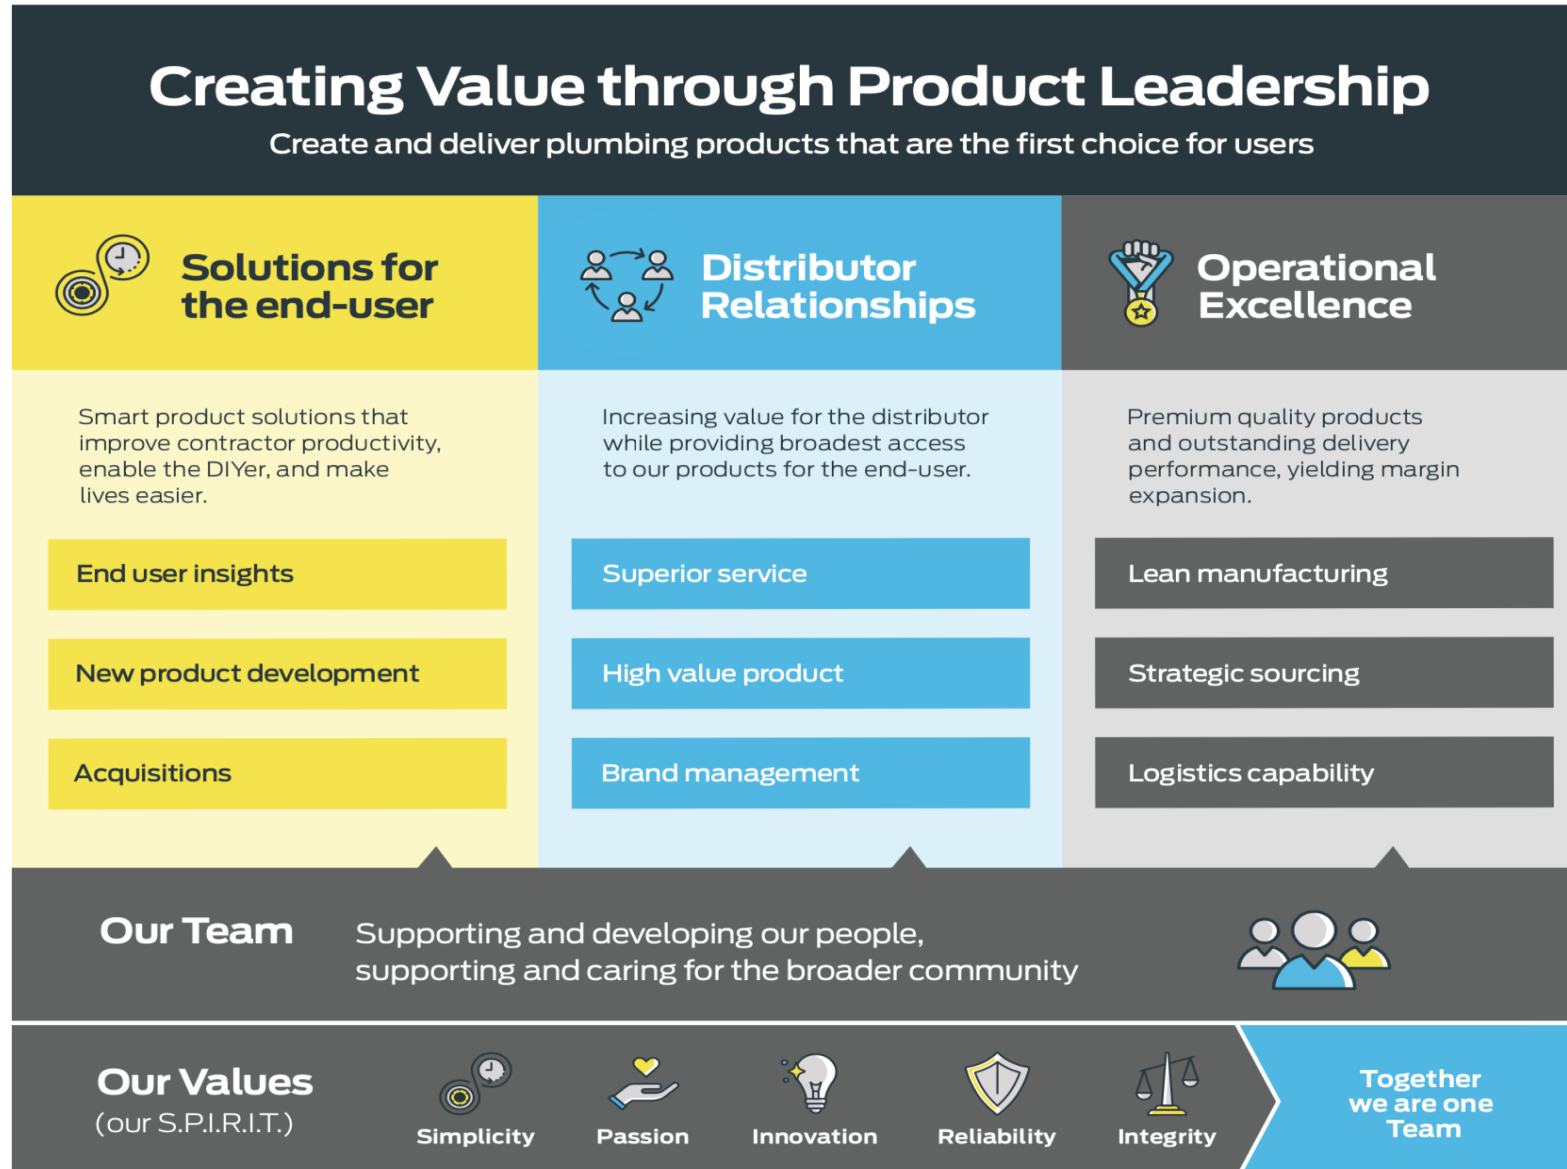 Creating Value through Product Leadership
Create and deliver plumbing products that are the first choice for users
Solutions for
the end-user
Smart product solutions that
improve contractor productivity,
enable the DIYer, and make
lives easier.
End user insights
New product development
Acquisitions
Distributor
Relationships
Increasing value for the distributor
while providing broadest access
to our products for the end-user.
Superior service
High value product
Brand management
Operational
Excellence
Premium quality products
and outstanding delivery
performance, yielding margin
expansion.
Lean manufacturing
Strategic sourcing
Logistics capability
Our Team
Supporting and developing our people,
supporting and caring for the broader community
Our Values
(our S.P.I.R.I.T.)
Simplicity
Passion
Innovation
Reliability
Integrity
Together
we are one
Team